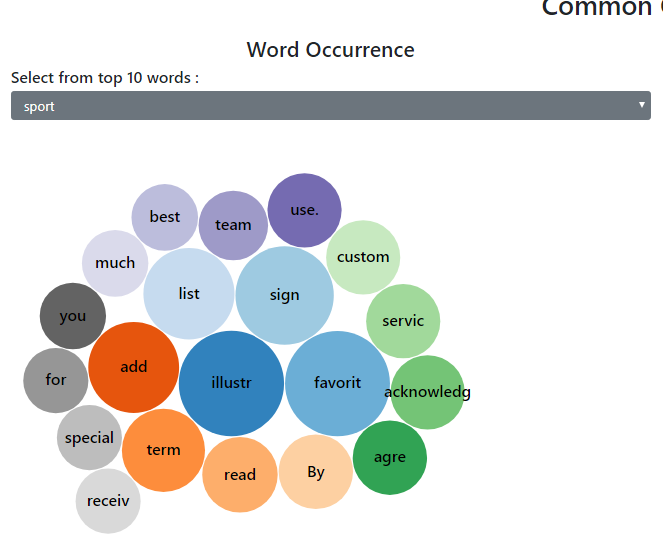 Common
Word Occurrence
Select from top 10 words :
sport
best
team
use.
much
custom
list
sign
you
servic
add
for
illustr
favorit
acknowledg
special
term
read
By
agre
receiv